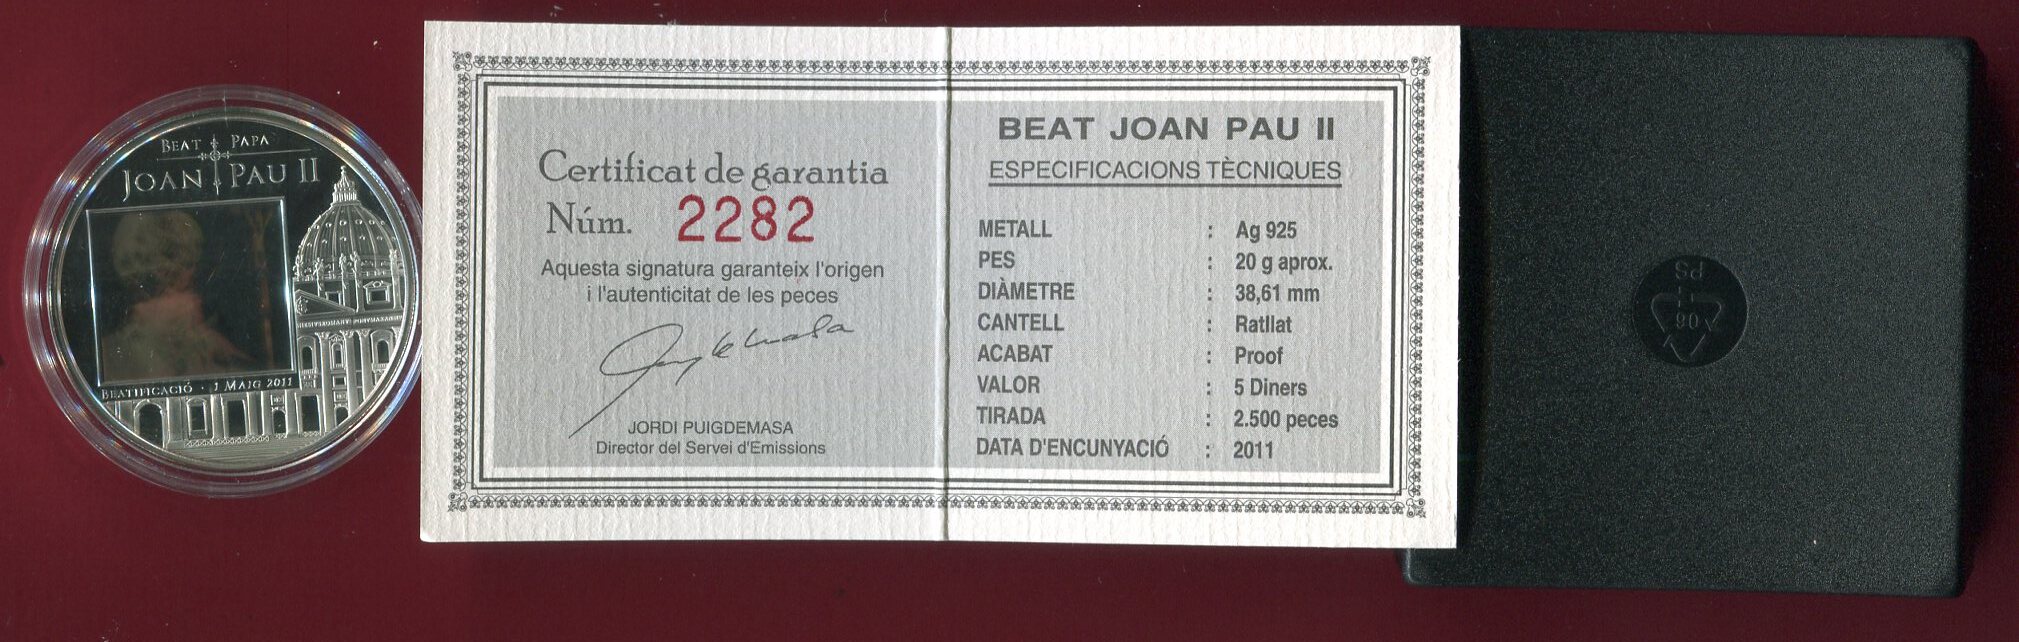 BEAT PAPA
JOAN PAU II
BEATIFICACIÓ · 1 MAIG 2011
Certificat de garantia
Núm. 2282
Aquesta signatura garanteix l'origen
i l'autenticitat de les peces
JORDI PUIGDEMASA
Director del Servei d'Emissions
BEAT JOAN PAU II
ESPECIFICACIONS TÈCNIQUES
METALL : Ag 925
PES : 20 g aprox.
DIÀMETRE : 38,61 mm
CANTELL : Ratllat
ACABAT : Proof
VALOR : 5 Diners
TIRADA : 2.500 peces
DATA D'ENCUNYACIÓ : 2011
PS
90